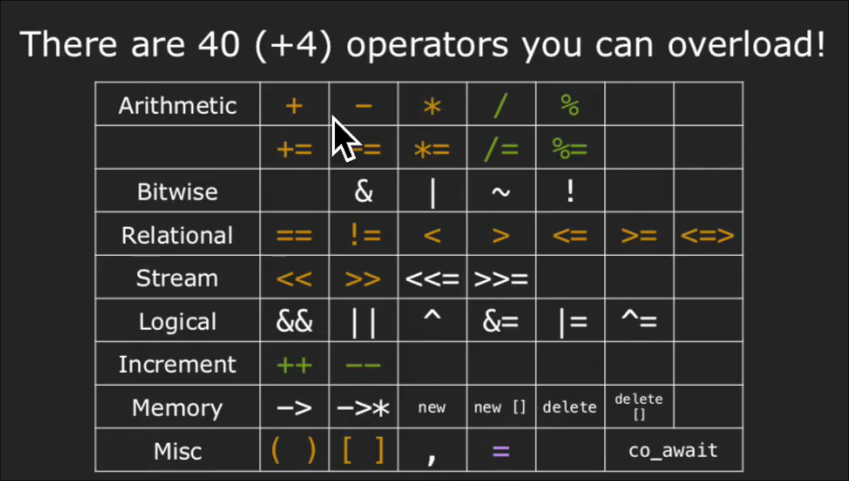 There are 40 (+4) operators you can overload!
Arithmetic + − * / %
+= *= /= %=
Bitwise & | ~ !
Relational == != < > <= >= <=>
Stream << >> <<= >>=
Logical && || ^ &= |= ^=
Increment ++ −−
Memory −> −>* new new [] delete delete []
Misc ( ) [ ] , = co_await